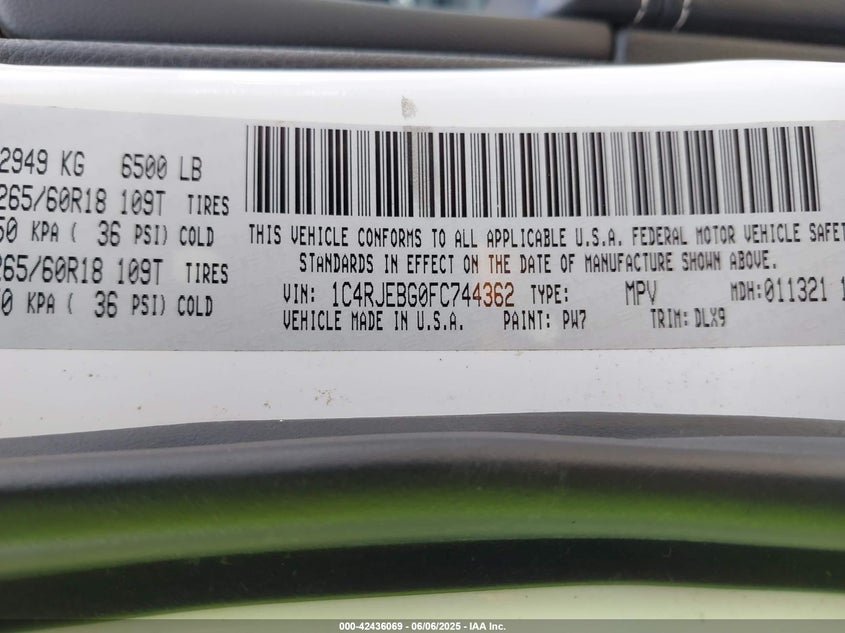 2949 KG 6500 LB
265/60R18 109T TIRES
50 KPA ( 36 PSI) COLD
265/60R18 109T TIRES
0 KPA ( 36 PSI) COLD
THIS VEHICLE CONFORMS TO ALL APPLICABLE U.S.A. FEDERAL MOTOR VEHICLE SAFET
STANDARDS IN EFFECT ON THE DATE OF MANUFACTURE SHOWN ABOVE.
VIN: 1C4RJEBG0FC744362 TYPE: MPV MDH:011321 1
VEHICLE MADE IN U.S.A. PAINT: PW7 TRIM: DLX9
000-42436069 - 06/06/2025 - IAA Inc.